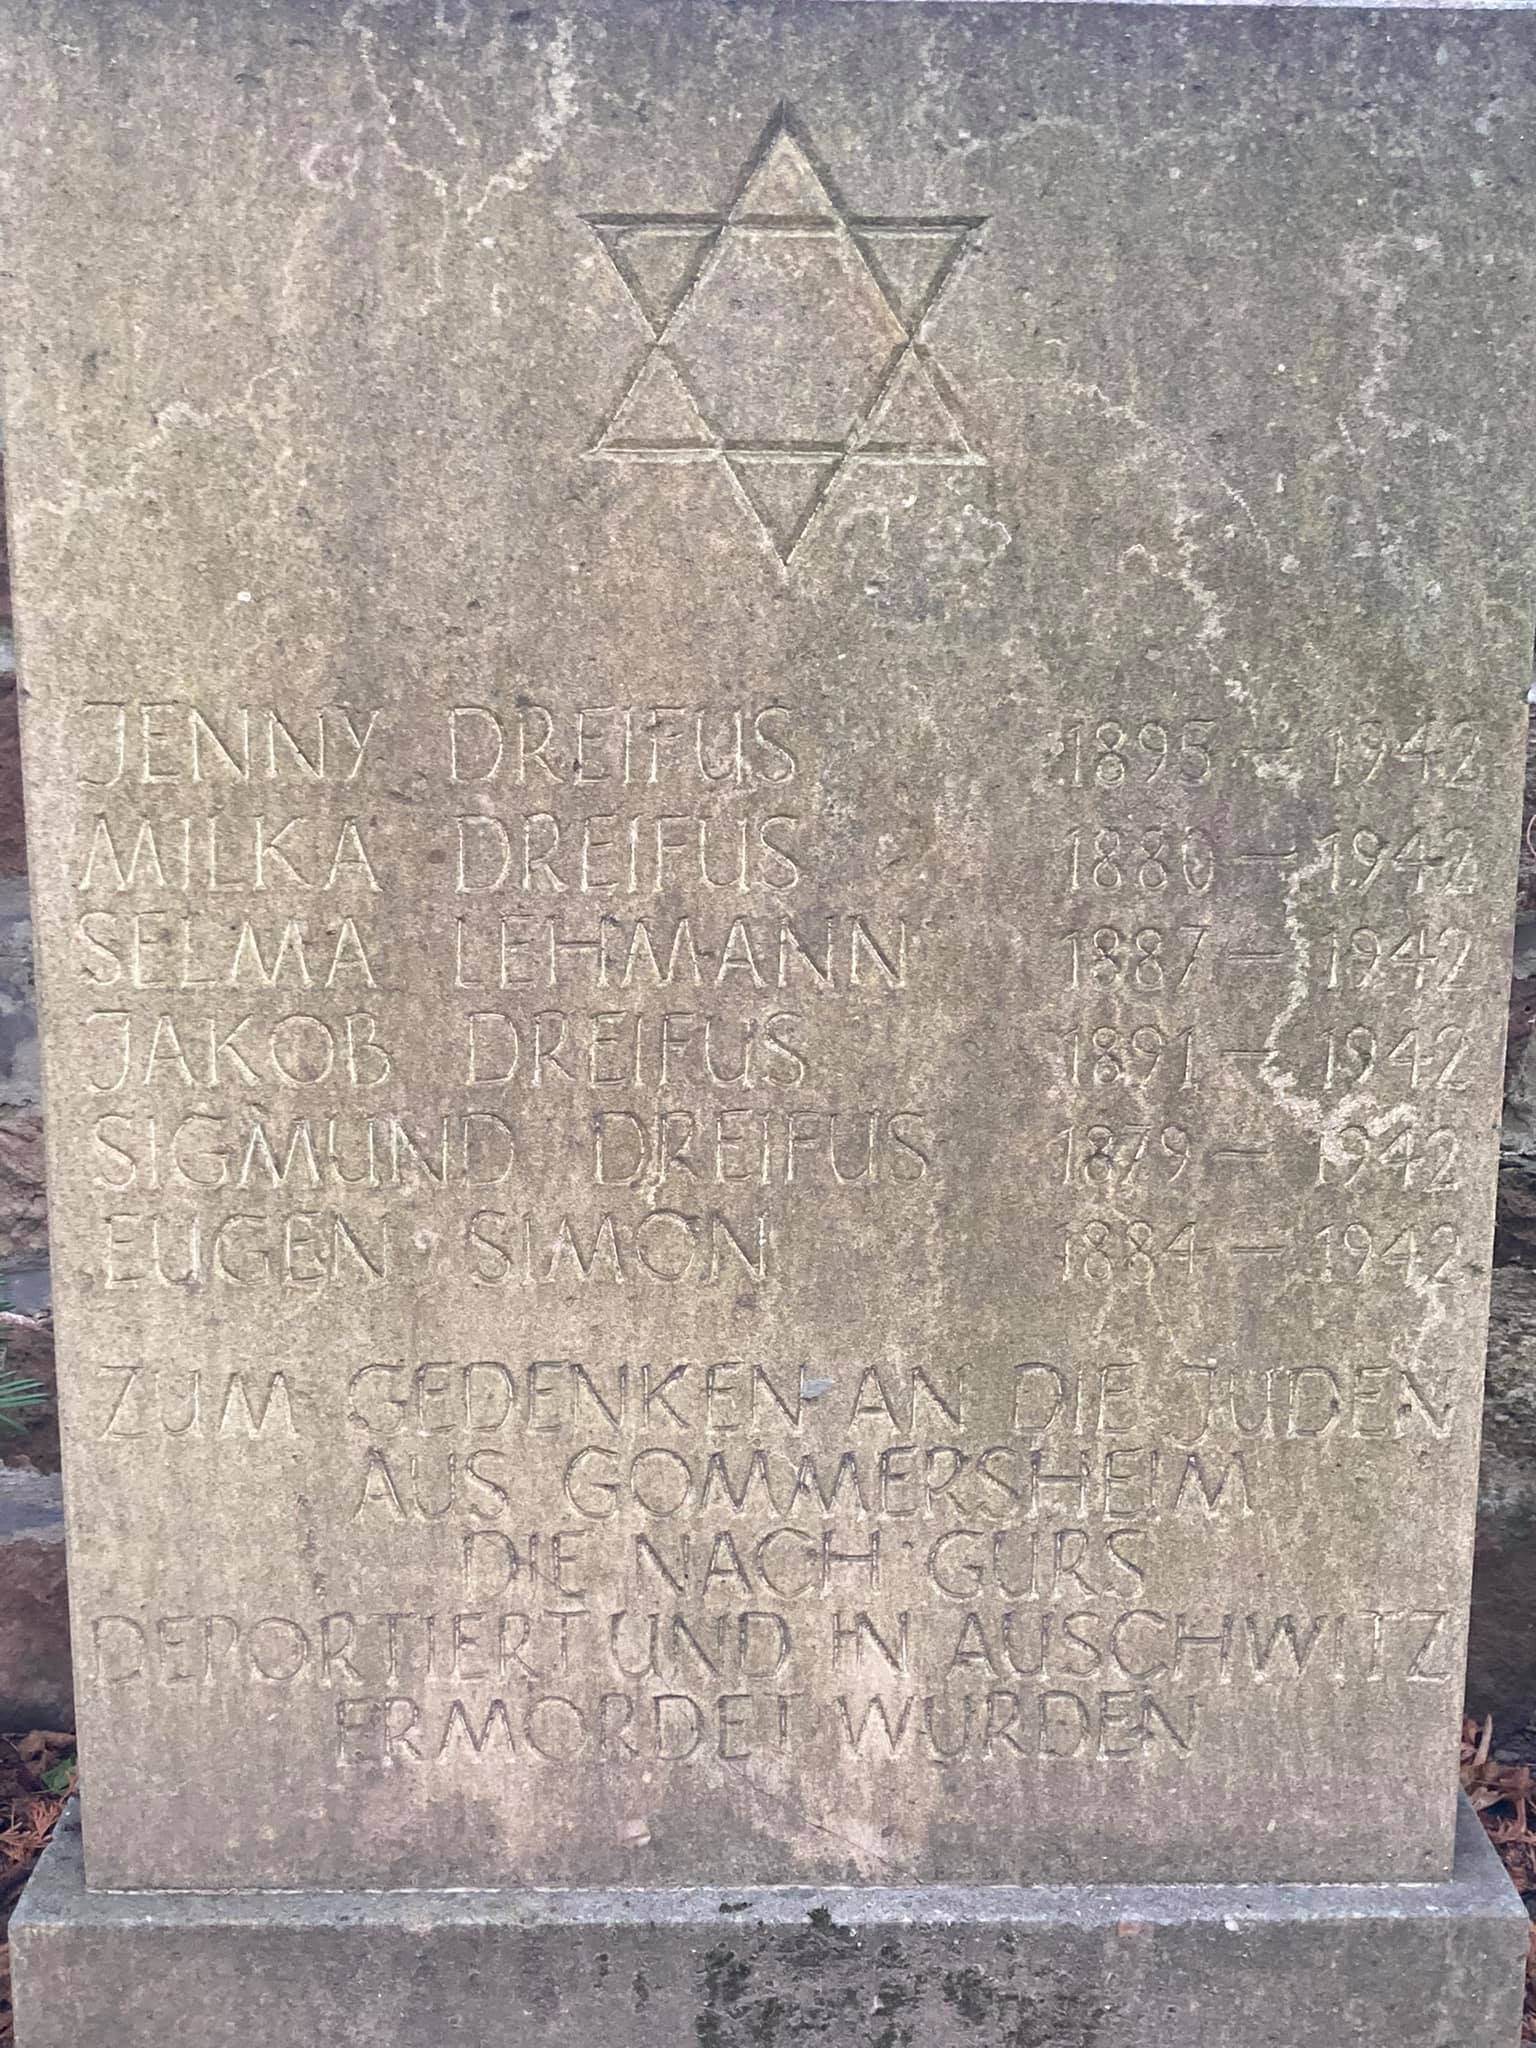 JENNY DREIFUS 1895 – 1942
MILKA DREIFUS 1880 – 1942
SELMA LEHMANN 1887 – 1942
JAKOB DREIFUS 1891 – 1942
SIGMUND DREIFUS 1879 – 1942
EUGEN SIMON 1884 – 1942
ZUM GEDENKEN AN DIE JUDEN
AUS GOMMERSHEIM
DIE NACH GURS
DEPORTIERT UND IN AUSCHWITZ
ERMORDET WURDEN